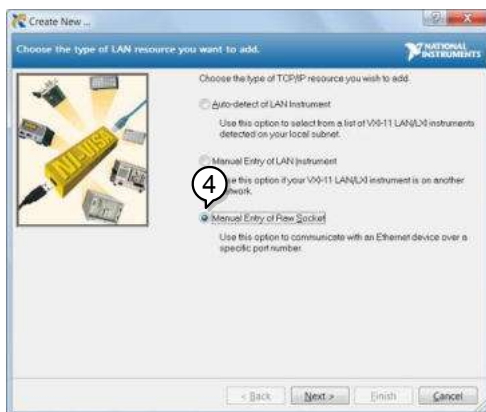 Create New ...
Choose the type of LAN resource you want to add.
NATIONAL INSTRUMENTS
NI-VISA
Choose the type of TCP/IP resource you wish to add.
Auto-detect of LAN Instrument
Use this option to select from a list of VXI-11 LAN/LXI instruments
detected on your local subnet.
Manual Entry of LAN Instrument
this option if your VXI-11 LAN/LXI instrument is on another
4
Manual Entry of Raw Socket
Use this option to communicate with an Ethernet device over a
specific port number.
< Back
Next >
Finish
Cancel